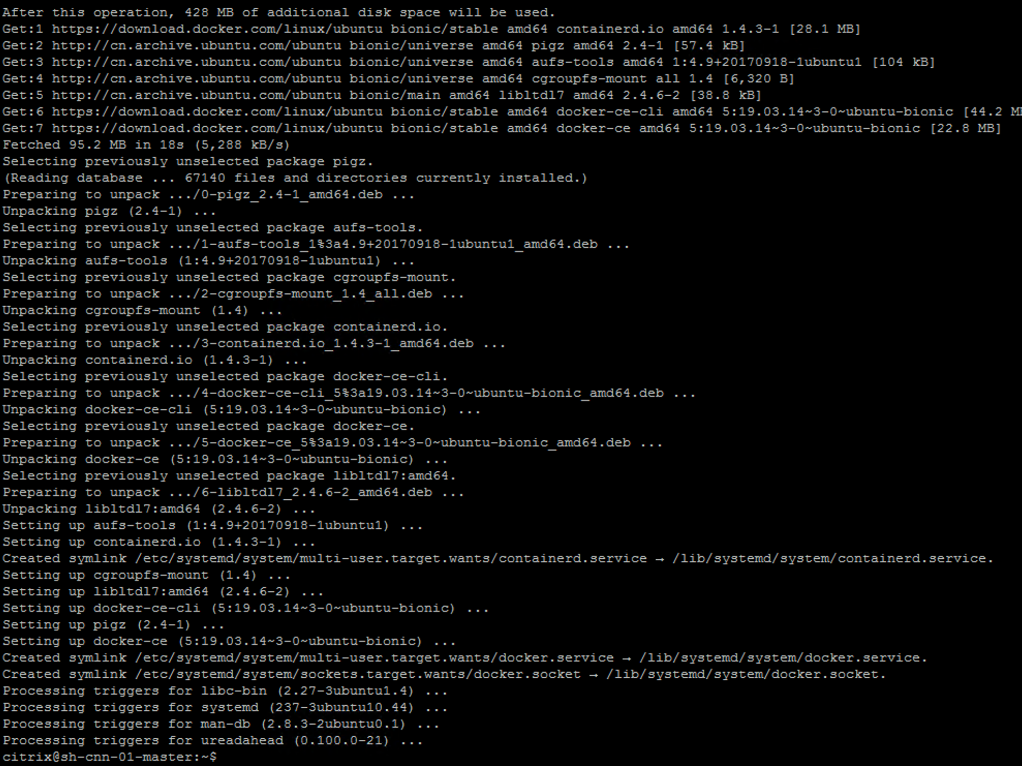 After this operation, 428 MB of additional disk space will be used.
Get:1 https://download.docker.com/linux/ubuntu bionic/stable amd64 containerd.io amd64 1.4.3-1 [28.1 MB]
Get:2 http://cn.archive.ubuntu.com/ubuntu bionic/universe amd64 pigz amd64 2.4-1 [57.4 kB]
Get:3 http://cn.archive.ubuntu.com/ubuntu bionic/universe amd64 aufs-tools amd64 1:4.9+20170918-1ubuntu1 [104 kB]
Get:4 http://cn.archive.ubuntu.com/ubuntu bionic/universe amd64 cgroupfs-mount all 1.4 [6,320 B]
Get:5 http://cn.archive.ubuntu.com/ubuntu bionic/main amd64 libltdl7 amd64 2.4.6-2 [38.8 kB]
Get:6 https://download.docker.com/linux/ubuntu bionic/stable amd64 docker-ce-cli amd64 5:19.03.14~3-0~ubuntu-bionic [44.2 M
Get:7 https://download.docker.com/linux/ubuntu bionic/stable amd64 docker-ce amd64 5:19.03.14~3-0~ubuntu-bionic [22.8 MB]
Fetched 95.2 MB in 18s (5,288 kB/s)
Selecting previously unselected package pigz.
(Reading database ... 67140 files and directories currently installed.)
Preparing to unpack .../0-pigz_2.4-1_amd64.deb ...
Unpacking pigz (2.4-1) ...
Selecting previously unselected package aufs-tools.
Preparing to unpack .../1-aufs-tools_1%3a4.9+20170918-1ubuntu1_amd64.deb ...
Unpacking aufs-tools (1:4.9+20170918-1ubuntu1) ...
Selecting previously unselected package cgroupfs-mount.
Preparing to unpack .../2-cgroupfs-mount_1.4_all.deb ...
Unpacking cgroupfs-mount (1.4) ...
Selecting previously unselected package containerd.io.
Preparing to unpack .../3-containerd.io_1.4.3-1_amd64.deb ...
Unpacking containerd.io (1.4.3-1) ...
Selecting previously unselected package docker-ce-cli.
Preparing to unpack .../4-docker-ce-cli_5%3a19.03.14~3-0~ubuntu-bionic_amd64.deb ...
Unpacking docker-ce-cli (5:19.03.14~3-0~ubuntu-bionic) ...
Selecting previously unselected package docker-ce.
Preparing to unpack .../5-docker-ce_5%3a19.03.14~3-0~ubuntu-bionic_amd64.deb ...
Unpacking docker-ce (5:19.03.14~3-0~ubuntu-bionic) ...
Selecting previously unselected package libltdl7:amd64.
Preparing to unpack .../6-libltdl7_2.4.6-2_amd64.deb ...
Unpacking libltdl7:amd64 (2.4.6-2) ...
Setting up aufs-tools (1:4.9+20170918-1ubuntu1) ...
Setting up containerd.io (1.4.3-1) ...
Created symlink /etc/systemd/system/multi-user.target.wants/containerd.service → /lib/systemd/system/containerd.service.
Setting up cgroupfs-mount (1.4) ...
Setting up libltdl7:amd64 (2.4.6-2) ...
Setting up docker-ce-cli (5:19.03.14~3-0~ubuntu-bionic) ...
Setting up pigz (2.4-1) ...
Setting up docker-ce (5:19.03.14~3-0~ubuntu-bionic) ...
Created symlink /etc/systemd/system/multi-user.target.wants/docker.service → /lib/systemd/system/docker.service.
Created symlink /etc/systemd/system/sockets.target.wants/docker.socket → /lib/systemd/system/docker.socket.
Processing triggers for libc-bin (2.27-3ubuntu1.4) ...
Processing triggers for systemd (237-3ubuntu10.44) ...
Processing triggers for man-db (2.8.3-2ubuntu0.1) ...
Processing triggers for ureadahead (0.100.0-21) ...
citrix@sh-cnn-01-master:~$